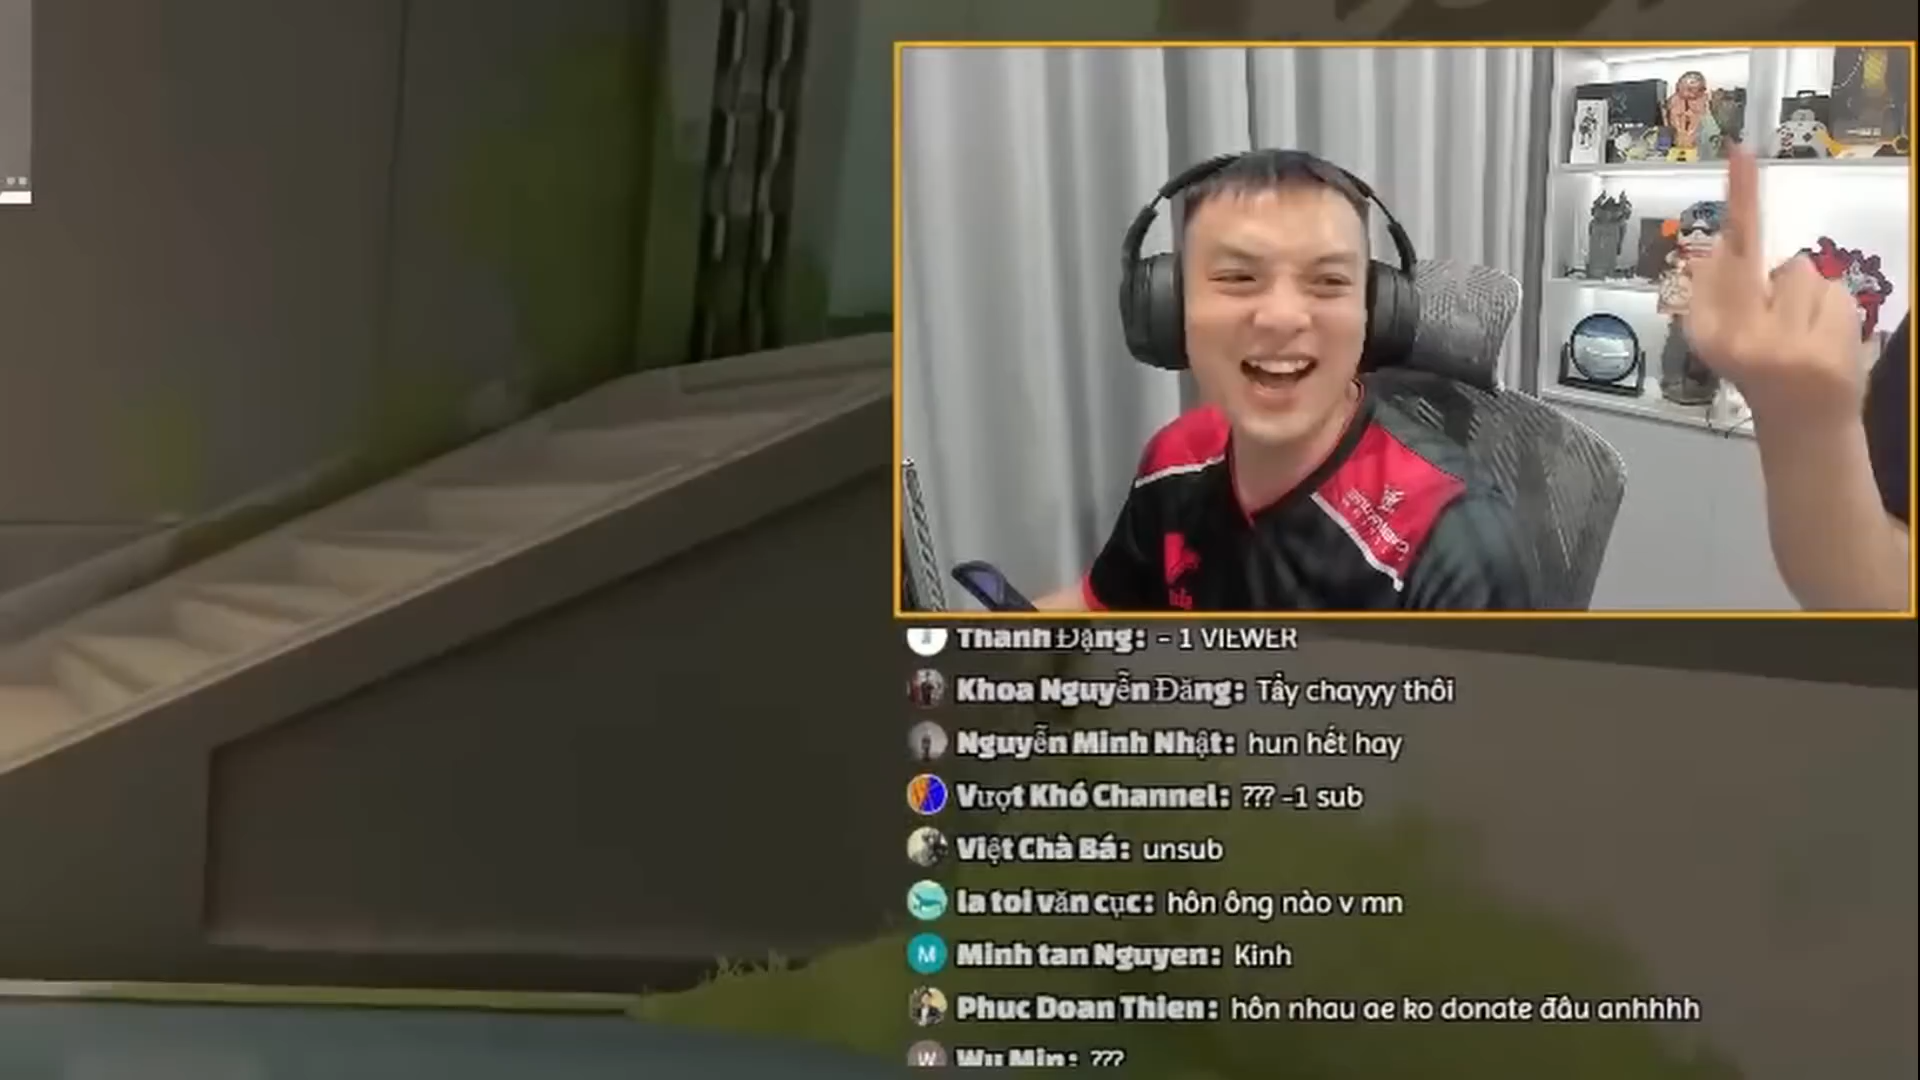 Thanh Đặng: - 1 VIEWER
Khoa Nguyễn Đăng: Tẩy chayyy thôi
Nguyễn Minh Nhật: hun hết hay
Vượt Khó Channel: ??? -1 sub
Việt Chà Bá: unsub
la toi văn cục: hôn ông nào v mn
M Minh tan Nguyen: Kinh
Phuc Doan Thien: hôn nhau ae ko donate đâu anhhhh
W Wu Min: ???